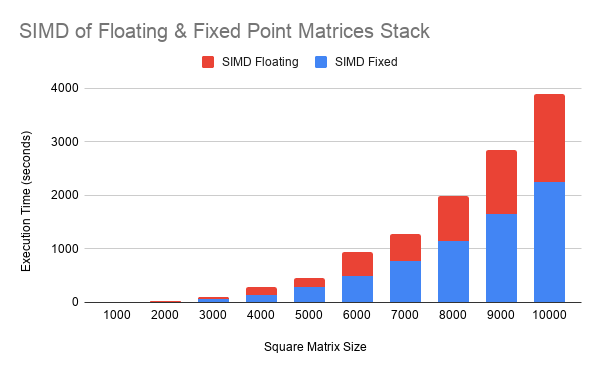 SIMD of Floating & Fixed Point Matrices Stack
SIMD Floating SIMD Fixed
4000
3000
2000
1000
0
Execution Time (seconds)
1000 2000 3000 4000 5000 6000 7000 8000 9000 10000
Square Matrix Size